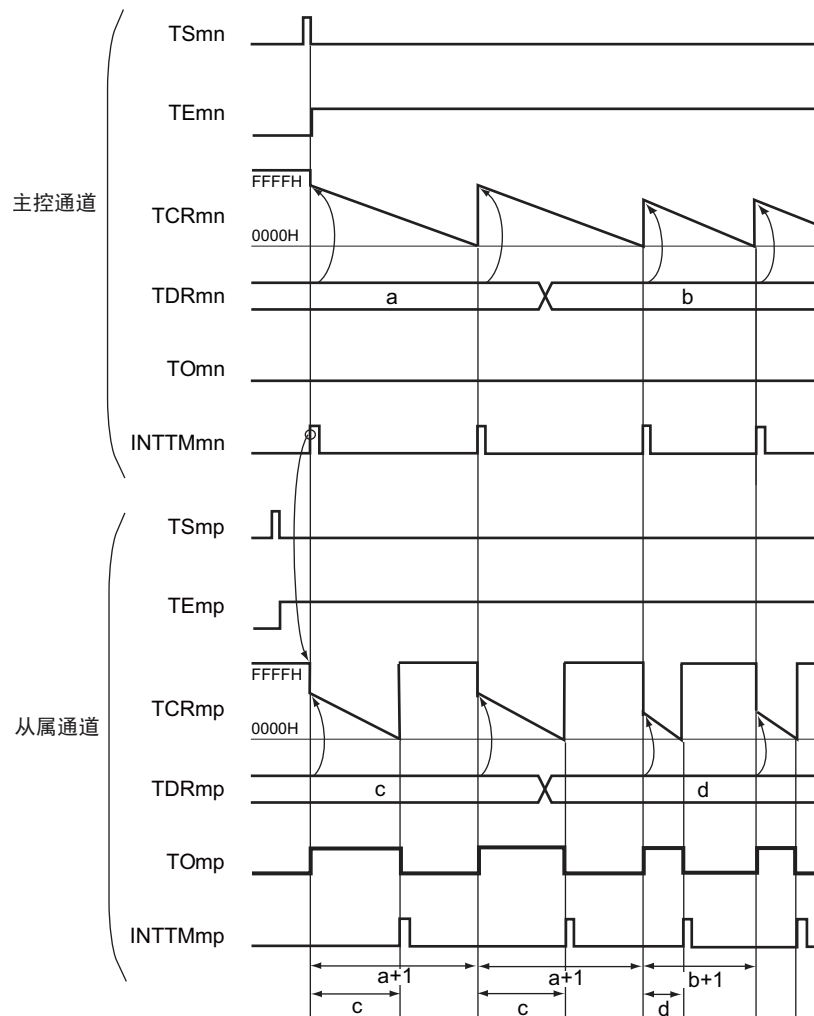 TSmn
TEmn
FFFFH
主控通道
TCRmn
0000H
TDRmn
a
b
TOmn
INTTMmn
TSmp
TEmp
FFFFH
TCRmp
从属通道
0000H
TDRmp
c
d
TOmp
INTTMmp
a+1
a+1
b+1
c
c
d